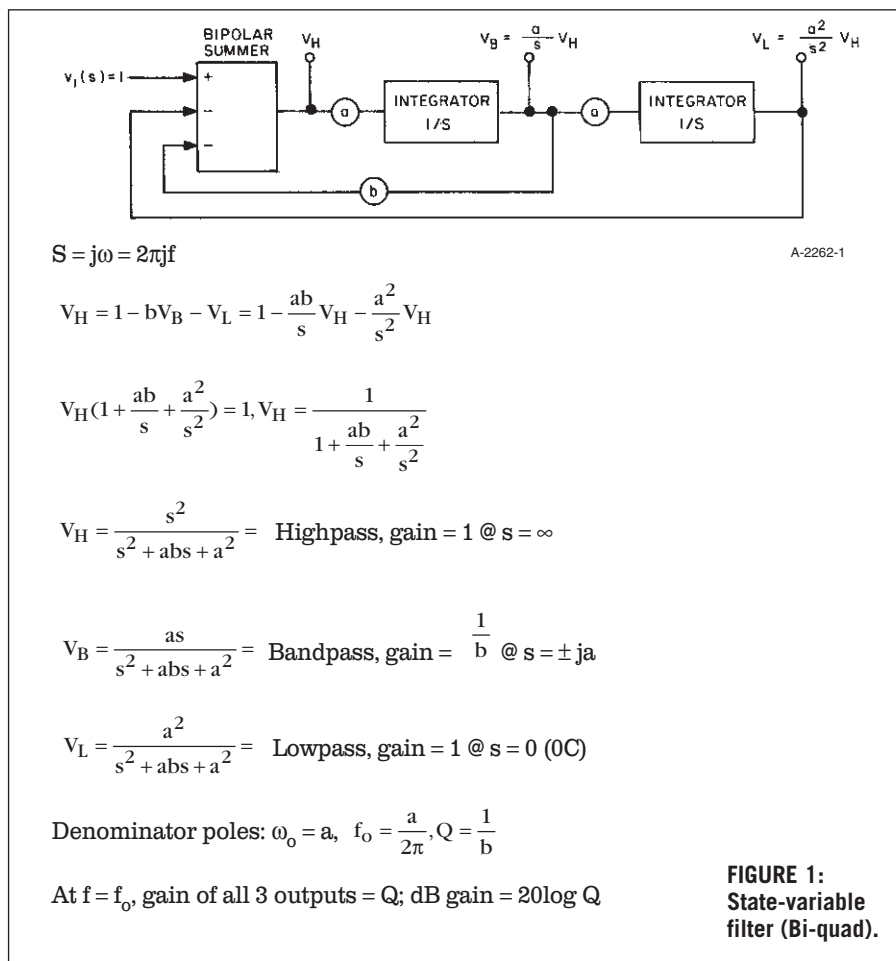 BIPOLAR
SUMMER
V_H
V_B = a/s V_H
V_L = a²/s² V_H
v_I(s)=1
+
−
−
a
INTEGRATOR
1/S
a
INTEGRATOR
1/S
b
S = jω = 2πjf
A-2262-1
V_H = 1 − bV_B − V_L = 1 − ab/s V_H − a²/s² V_H
V_H(1 + ab/s + a²/s²) = 1, V_H = 1/(1 + ab/s + a²/s²)
V_H = s²/(s² + abs + a²) = Highpass, gain = 1 @ s = ∞
V_B = as/(s² + abs + a²) = Bandpass, gain = 1/b @ s = ± ja
V_L = a²/(s² + abs + a²) = Lowpass, gain = 1 @ s = 0 (0C)
Denominator poles: ω_o = a, f_o = a/2π, Q = 1/b
At f = f_o, gain of all 3 outputs = Q; dB gain = 20log Q
FIGURE 1:
State-variable
filter (Bi-quad).